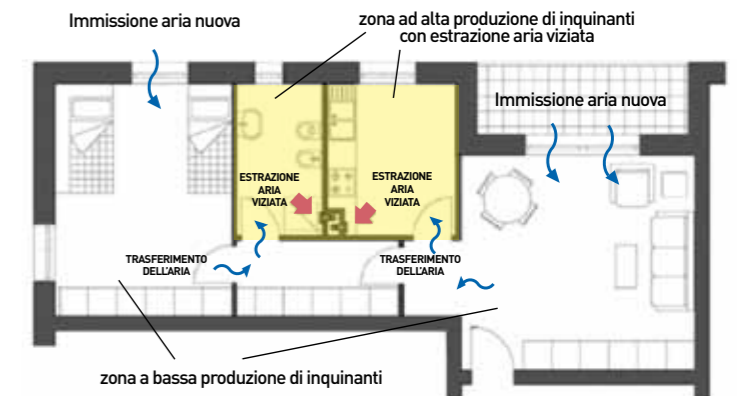 Immissione aria nuova
zona ad alta produzione di inquinanti
con estrazione aria viziata
Immissione aria nuova
ESTRAZIONE
ARIA
VIZIATA
ESTRAZIONE
ARIA
VIZIATA
TRASFERIMENTO
DELL'ARIA
TRASFERIMENTO
DELL'ARIA
zona a bassa produzione di inquinanti